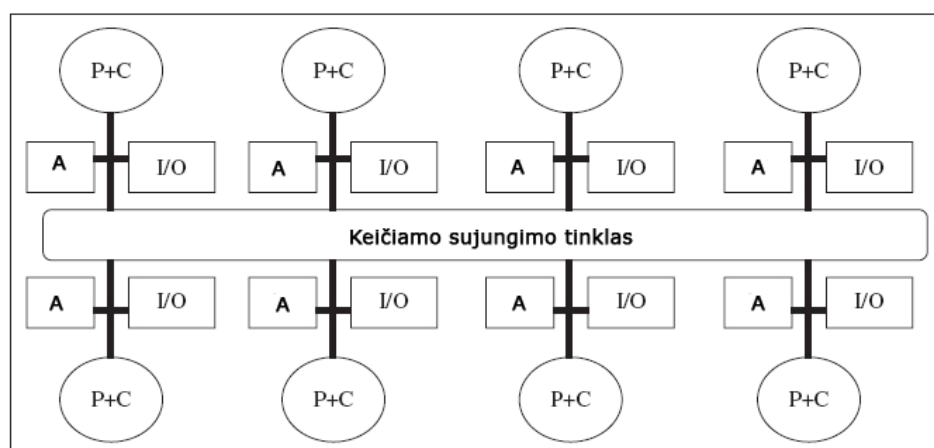 P+C P+C P+C P+C
A I/O A I/O A I/O A I/O
Keičiamo sujungimo tinklas
A I/O A I/O A I/O A I/O
P+C P+C P+C P+C